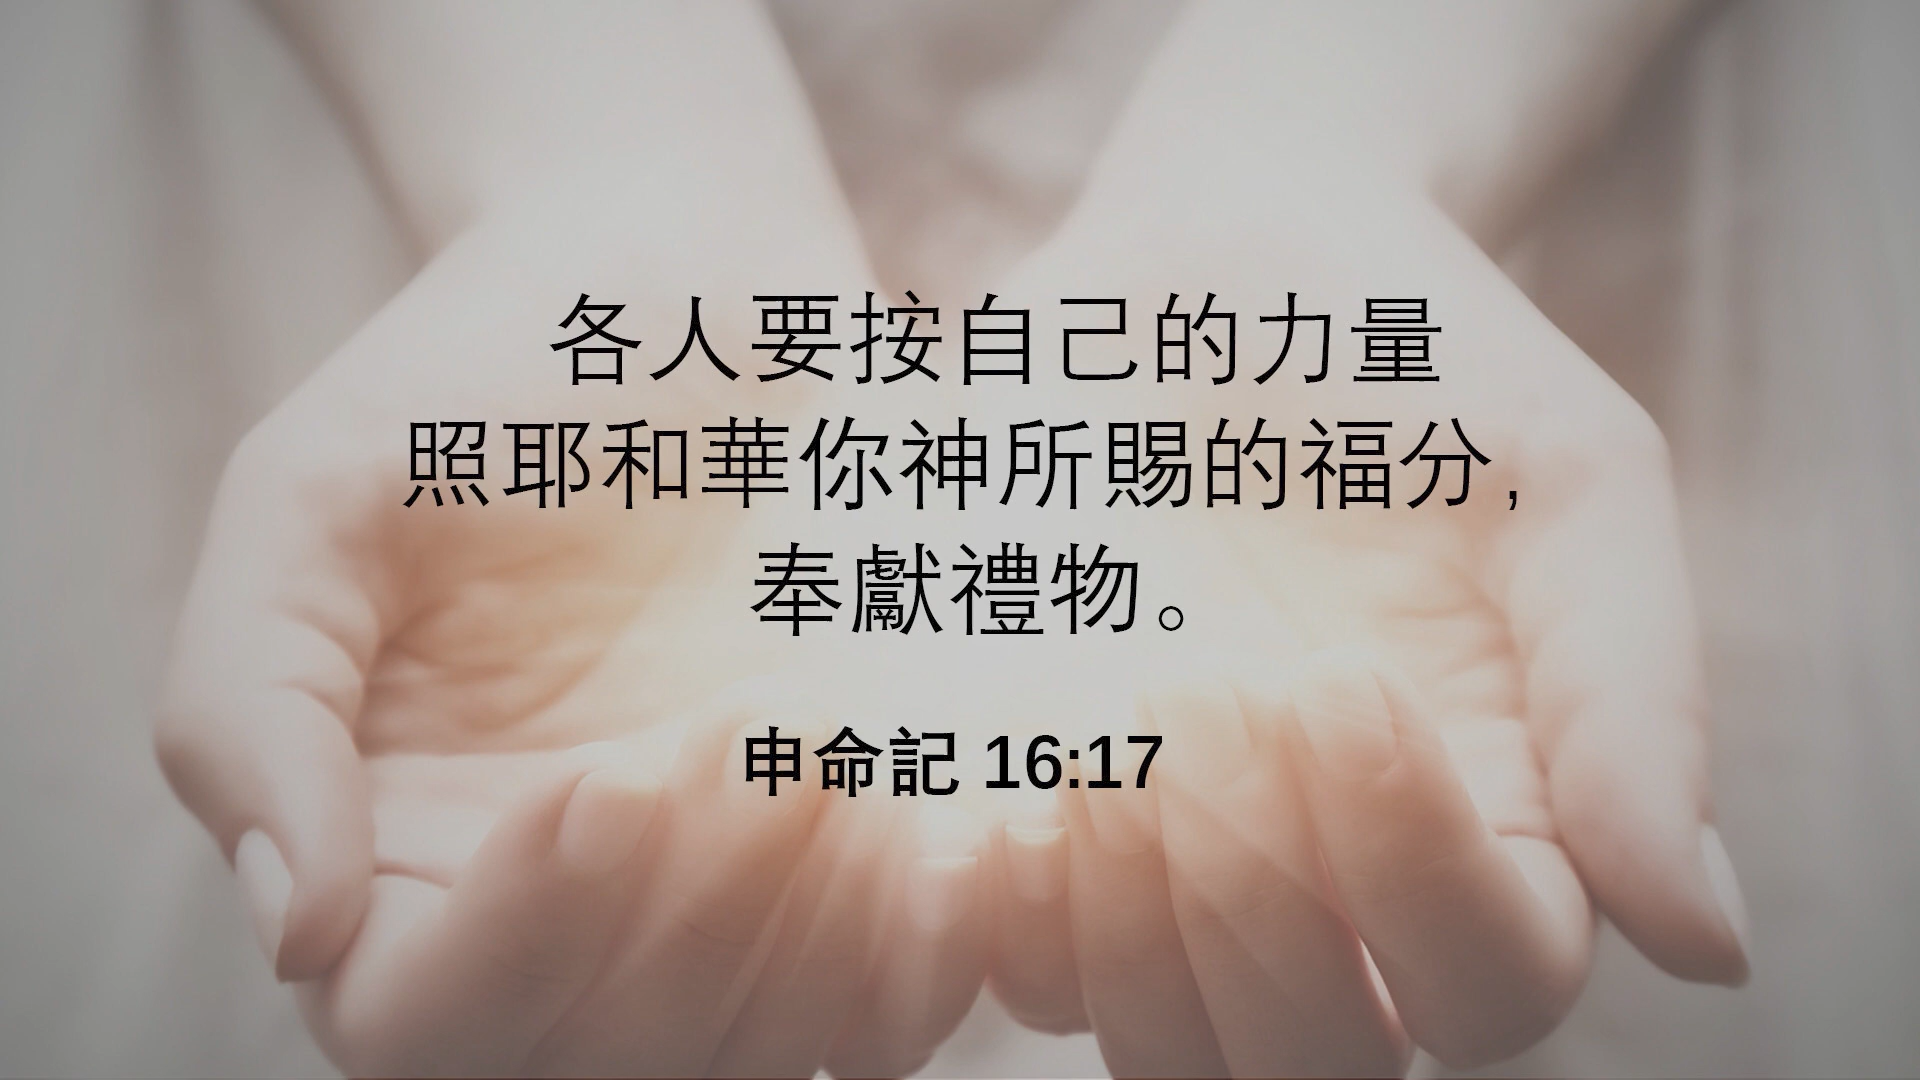 各人要按自己的力量
照耶和華你神所賜的福分,
奉獻禮物。
申命記 16:17